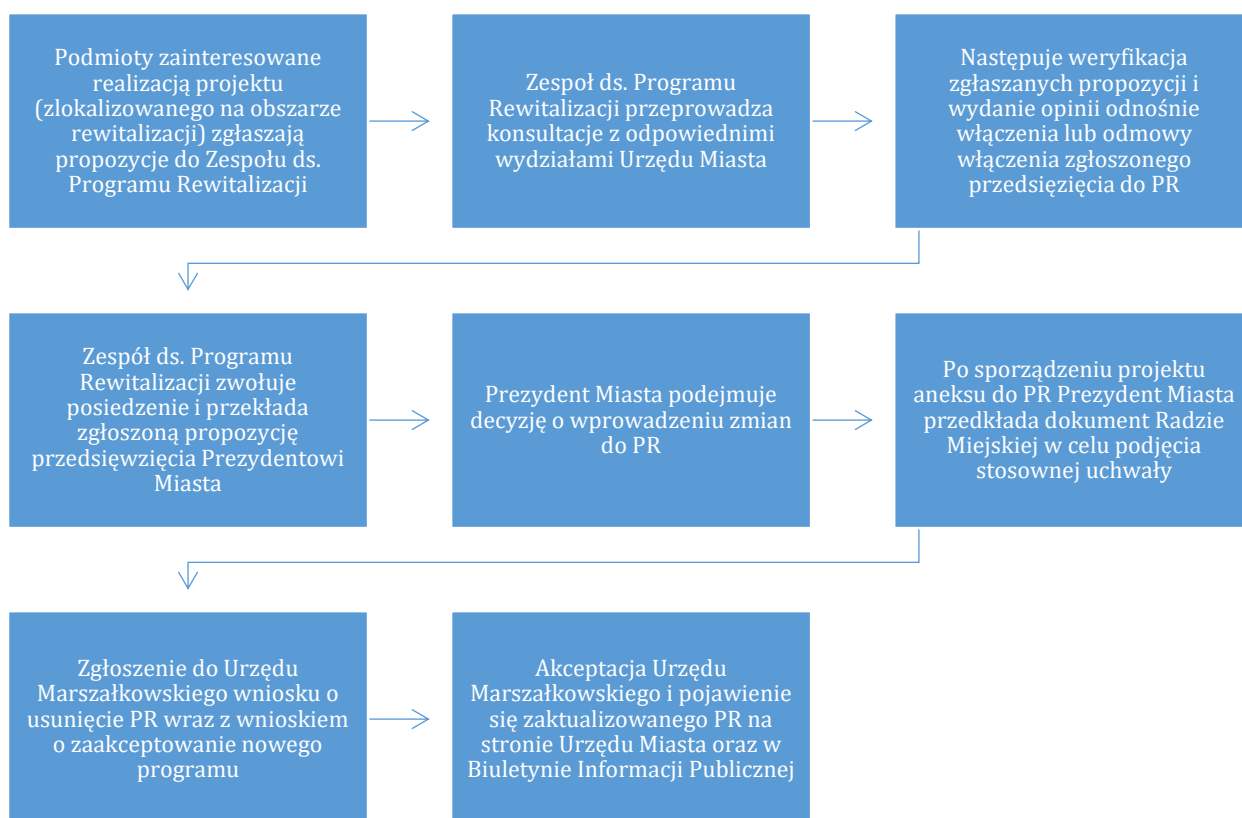 Podmioty zainteresowane
realizacją projektu
(zlokalizowanego na obszarze
rewitalizacji) zgłaszają
propozycje do Zespołu ds.
Programu Rewitalizacji
Zespoł ds. Programu
Rewitalizacji przeprowadza
konsultacje z odpowiednimi
wydziałami Urzędu Miasta
Następuje weryfikacja
zgłaszanych propozycji i
wydanie opinii odnośnie
włączenia lub odmowy
włączenia zgłoszonego
przedsięzięcia do PR
Zespół ds. Programu
Rewitalizacji zwołuje
posiedzenie i przekłada
zgłoszoną propozycję
przedsięwzięcia Prezydentowi
Miasta
Prezydent Miasta podejmuje
decyzję o wprowadzeniu zmian
do PR
Po sporządzeniu projektu
aneksu do PR Prezydent Miasta
przedkłada dokument Radzie
Miejskiej w celu podjęcia
stosownej uchwały
Zgłoszenie do Urzędu
Marszałkowskiego wniosku o
usunięcie PR wraz z wnioskiem
o zaakceptowanie nowego
programu
Akceptacja Urzędu
Marszałkowskiego i pojawienie
się zaktualizowanego PR na
stronie Urzędu Miasta oraz w
Biuletynie Informacji Publicznej